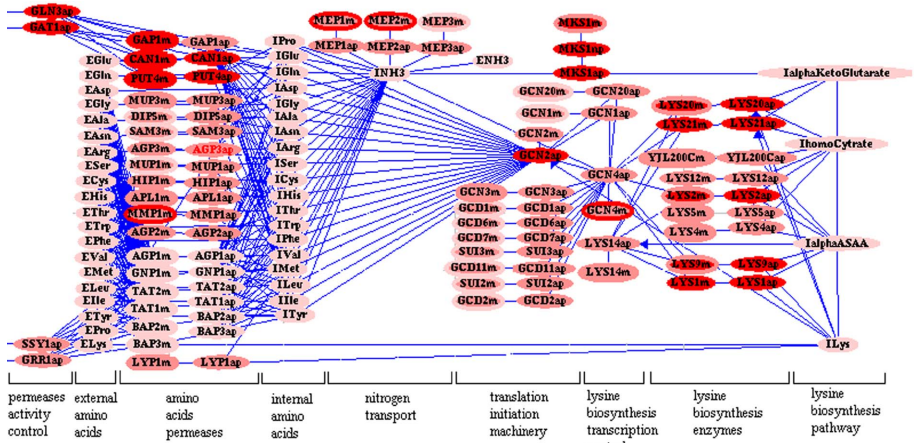 GLN3ap
GAT1ap
SSY1ap
GRR1ap
EGlu
EGln
EAsp
EGly
EAla
EAsn
EArg
ESer
ECys
EHis
EThr
ETrp
EPhe
EVal
EMet
ELeu
EIle
ETyr
EPro
ELys
GAP1m GAP1ap
CAN1m CAN1ap
PUT4m PUT4ap
MUP3m MUP3ap
DIP5m DIP5ap
SAM3m SAM3ap
AGP3m AGP3ap
MUP1m MUP1ap
HIP1m HIP1ap
APL1m APL1ap
MMP1m MMP1ap
AGP2m AGP2ap
AGP1m AGP1ap
GNP1m GNP1ap
TAT2m TAT2ap
TAT1m TAT1ap
BAP2m BAP2ap
BAP3m BAP3ap
LYP1m LYP1ap
IPro
IGlu
IGln
IAsp
IGly
IAla
IAsn
IArg
ISer
ICys
IHis
IThr
ITrp
IPhe
IVal
IMet
ILeu
IIle
ITyr
MEP1m MEP2m MEP3m
MEP1ap MEP2ap MEP3ap
INH3 ENH3
MKS1m
MKS1np
MKS1ap
GCN20m GCN20ap
GCN1m GCN1ap
GCN2m
GCN2ap
GCN3m GCN3ap
GCD1m GCD1ap
GCD6m GCD6ap
GCD7m GCD7ap
SUI3m SUI3ap
GCD11m GCD11ap
SUI2m SUI2ap
GCD2m GCD2ap
GCN4ap
GCN4m
LYS14ap
LYS14m
LYS20m LYS20ap
LYS21m LYS21ap
YJL200Cm YJL200Cap
LYS12m LYS12ap
LYS2m LYS2ap
LYS5m LYS5ap
LYS4m LYS4ap
LYS9m LYS9ap
LYS1m LYS1ap
IalphaKetoGlutarate
IhomoCytrate
IalphaASAA
ILys
permeases
activity
control
external
amino
acids
amino
acids
permeases
internal
amino
acids
nitrogen
transport
translation
initiation
machinery
lysine
biosynthesis
transcription
lysine
biosynthesis
enzymes
lysine
biosynthesis
pathway